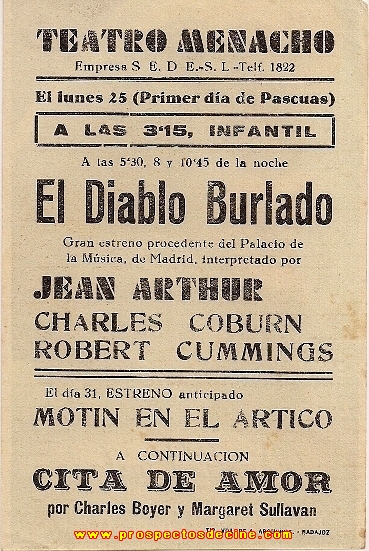 TEATRO MENACHO
Empresa S E. D E.-S. L.-Telf. 1822
El lunes 25 (Primer día de Pascuas)
A LAS 3'15, INFANTIL
A tas 5'30, 8 y 10'45 de la noche
El Diablo Burlado
Gran estreno procedente del Palacio de
la Música, de Madrid, interpretado por
JEAN ARTHUR
CHARLES COBURN
ROBERT CUMMINGS
El día 31, ESTRENO anticipado
MOTIN EN EL ARTICO
A CONTINUACION
CITA DE AMOR
por Charles Boyer y Margaret Sullavan
BADAJOZ
www.prospectosdecine.com